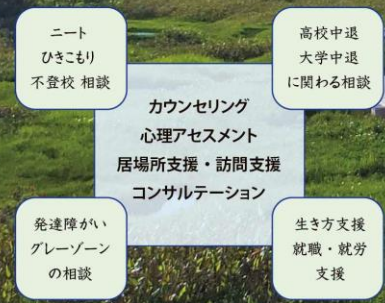 ニート
ひきこもり
不登校 相談
高校中退
大学中退
に関わる相談
カウンセリング
心理アセスメント
居場所支援・訪問支援
コンサルテーション
発達障がい
グレーゾーン
の相談
生き方支援
就職・就労
支援